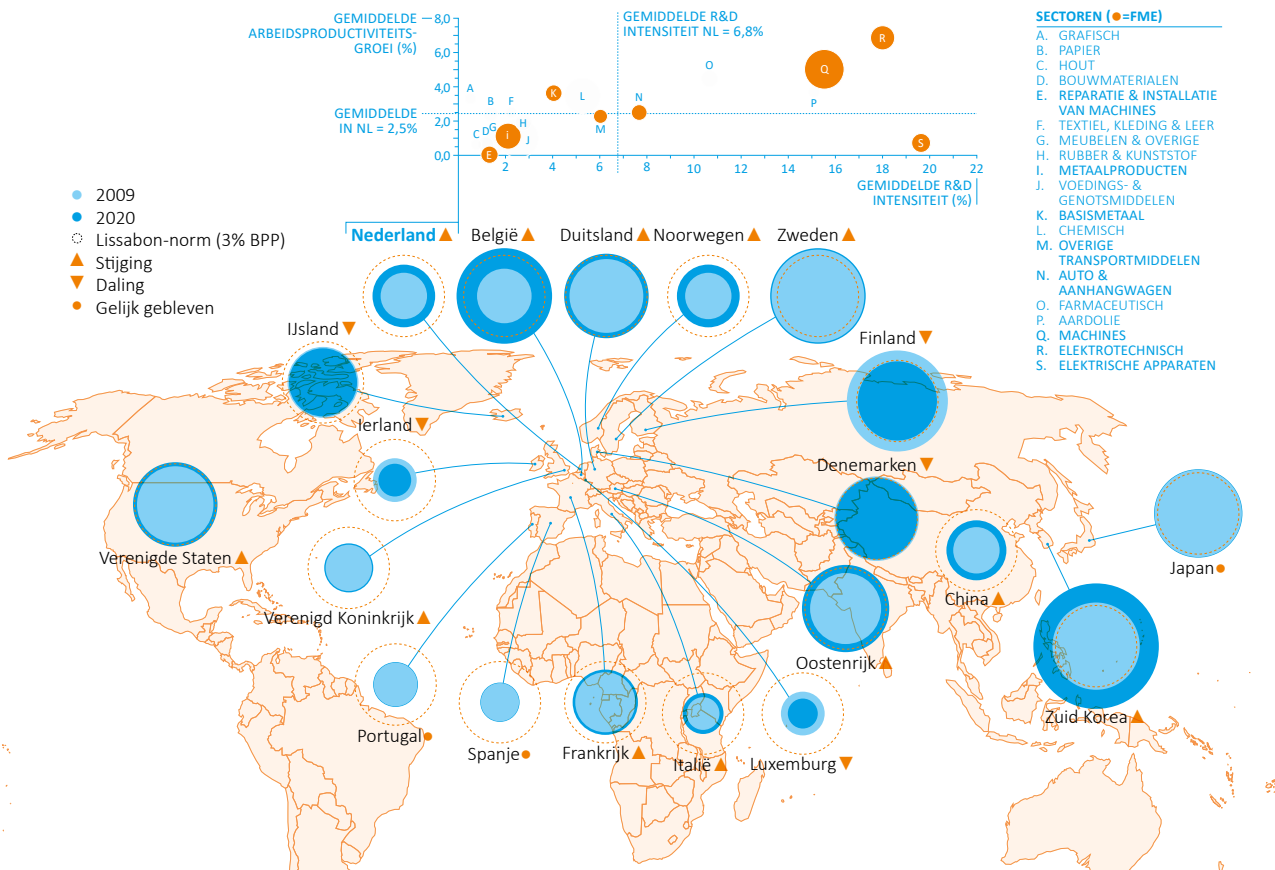 GEMIDDELDE
ARBEIDSPRODUCTIVITEITS-
GROEI (%)
8,0
6,0
4,0
2,0
0,0
GEMIDDELDE
IN NL = 2,5%
GEMIDDELDE R&D
INTENSITEIT NL = 6,8%
R
O
Q
A
B
F
K
L
N
P
M
G
D
C
i
H
J
E
S
2
4
6
8
10
12
14
16
18
20
22
GEMIDDELDE R&D
INTENSITEIT (%)
SECTOREN (●=FME)
A. GRAFISCH
B. PAPIER
C. HOUT
D. BOUWMATERIALEN
E. REPARATIE & INSTALLATIE
VAN MACHINES
F. TEXTIEL, KLEDING & LEER
G. MEUBELEN & OVERIGE
H. RUBBER & KUNSTSTOF
I. METAALPRODUCTEN
J. VOEDINGS- &
GENOTSMIDDELEN
K. BASISMETAAL
L. CHEMISCH
M. OVERIGE
TRANSPORTMIDDELEN
N. AUTO &
AANHANGWAGEN
O. FARMACEUTISCH
P. AARDOLIE
Q. MACHINES
R. ELEKTROTECHNISCH
S. ELEKTRISCHE APPARATEN
2009
2020
Lissabon-norm (3% BPP)
Stijging
Daling
Gelijk gebleven
Nederland
België
Duitsland
Noorwegen
Zweden
IJsland
Finland
Ierland
Denemarken
Verenigde Staten
Japan
China
Verenigd Koninkrijk
Oostenrijk
Zuid Korea
Portugal
Spanje
Frankrijk
Italië
Luxemburg